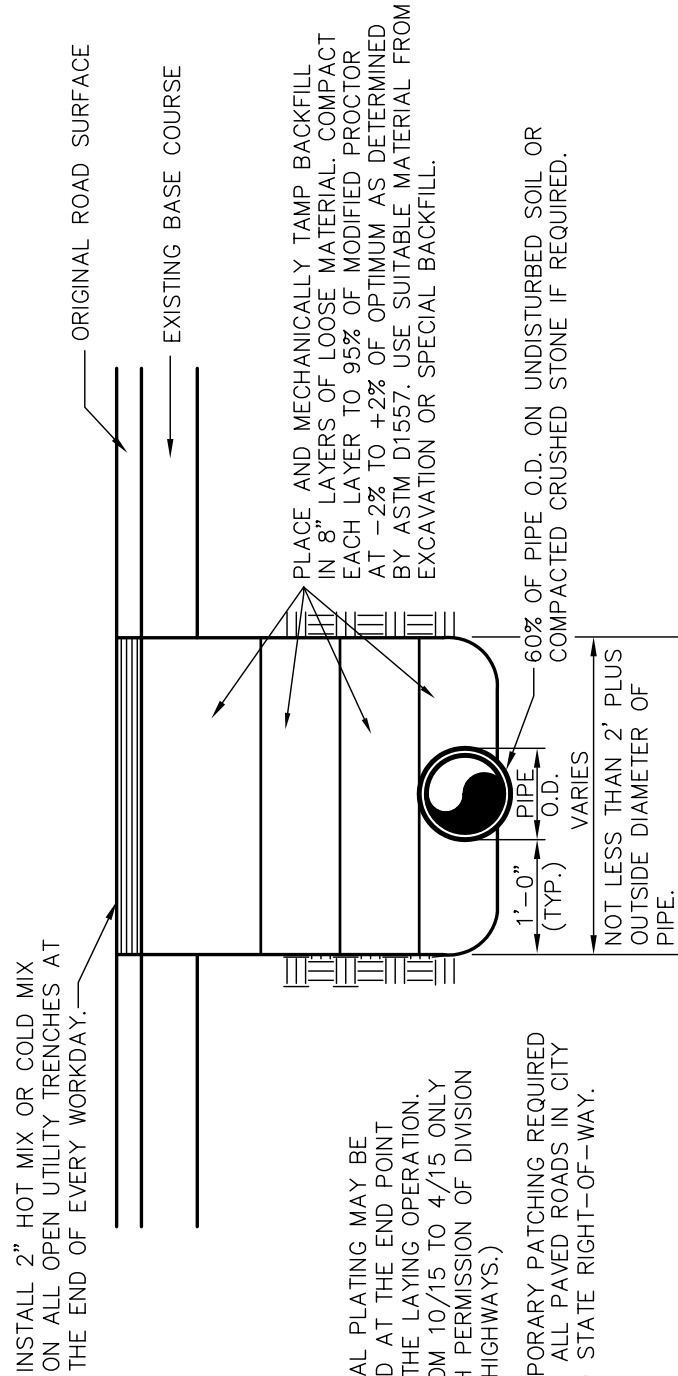 INSTALL 2" HOT MIX OR COLD MIX
ON ALL OPEN UTILITY TRENCHES AT
THE END OF EVERY WORKDAY.
ORIGINAL ROAD SURFACE
EXISTING BASE COURSE
PLACE AND MECHANICALLY TAMP BACKFILL
IN 8" LAYERS OF LOOSE MATERIAL. COMPACT
EACH LAYER TO 95% OF MODIFIED PROCTOR
AT -2% TO +2% OF OPTIMUM AS DETERMINED
BY ASTM D1557. USE SUITABLE MATERIAL FROM
EXCAVATION OR SPECIAL BACKFILL.
60% OF PIPE O.D. ON UNDISTURBED SOIL OR
COMPACTED CRUSHED STONE IF REQUIRED.
1'-0"
(TYP.)
PIPE
O.D.
VARIES
NOT LESS THAN 2' PLUS
OUTSIDE DIAMETER OF
PIPE.
AL PLATING MAY BE
D AT THE END POINT
THE LAYING OPERATION.
OM 10/15 TO 4/15 ONLY
H PERMISSION OF DIVISION
HIGHWAYS.)
PORARY PATCHING REQUIRED
ALL PAVED ROADS IN CITY
STATE RIGHT-OF-WAY.